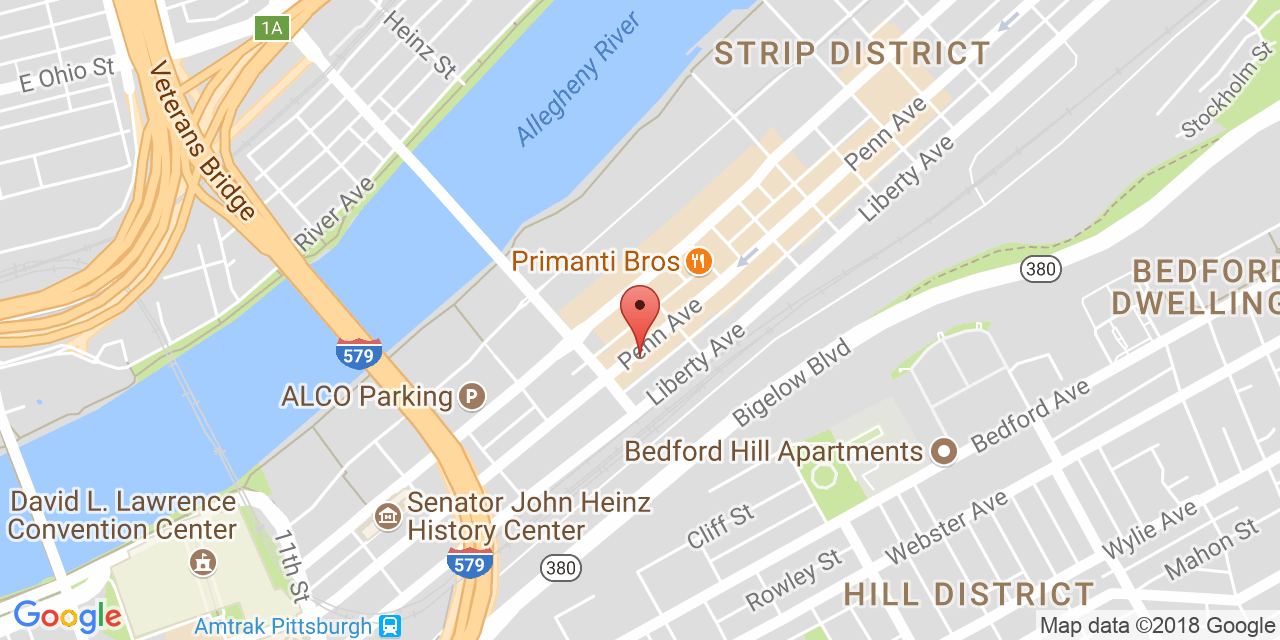 1A
Heinz St
E Ohio St
Veterans Bridge
Allegheny River
STRIP DISTRICT
Stockholm St
Penn Ave
Liberty Ave
River Ave
Primanti Bros
380
BEDFORD
DWELLING
Penn Ave
Liberty Ave
579
Bigelow Blvd
ALCO Parking
P
Bedford Ave
Bedford Hill Apartments
David L. Lawrence
Convention Center
Senator John Heinz
History Center
11th St
Cliff St
Webster Ave
Wylie Ave
Mahon St
579
380
Rowley St
HILL DISTRICT
Google
Amtrak Pittsburgh
Map data ©2018 Google